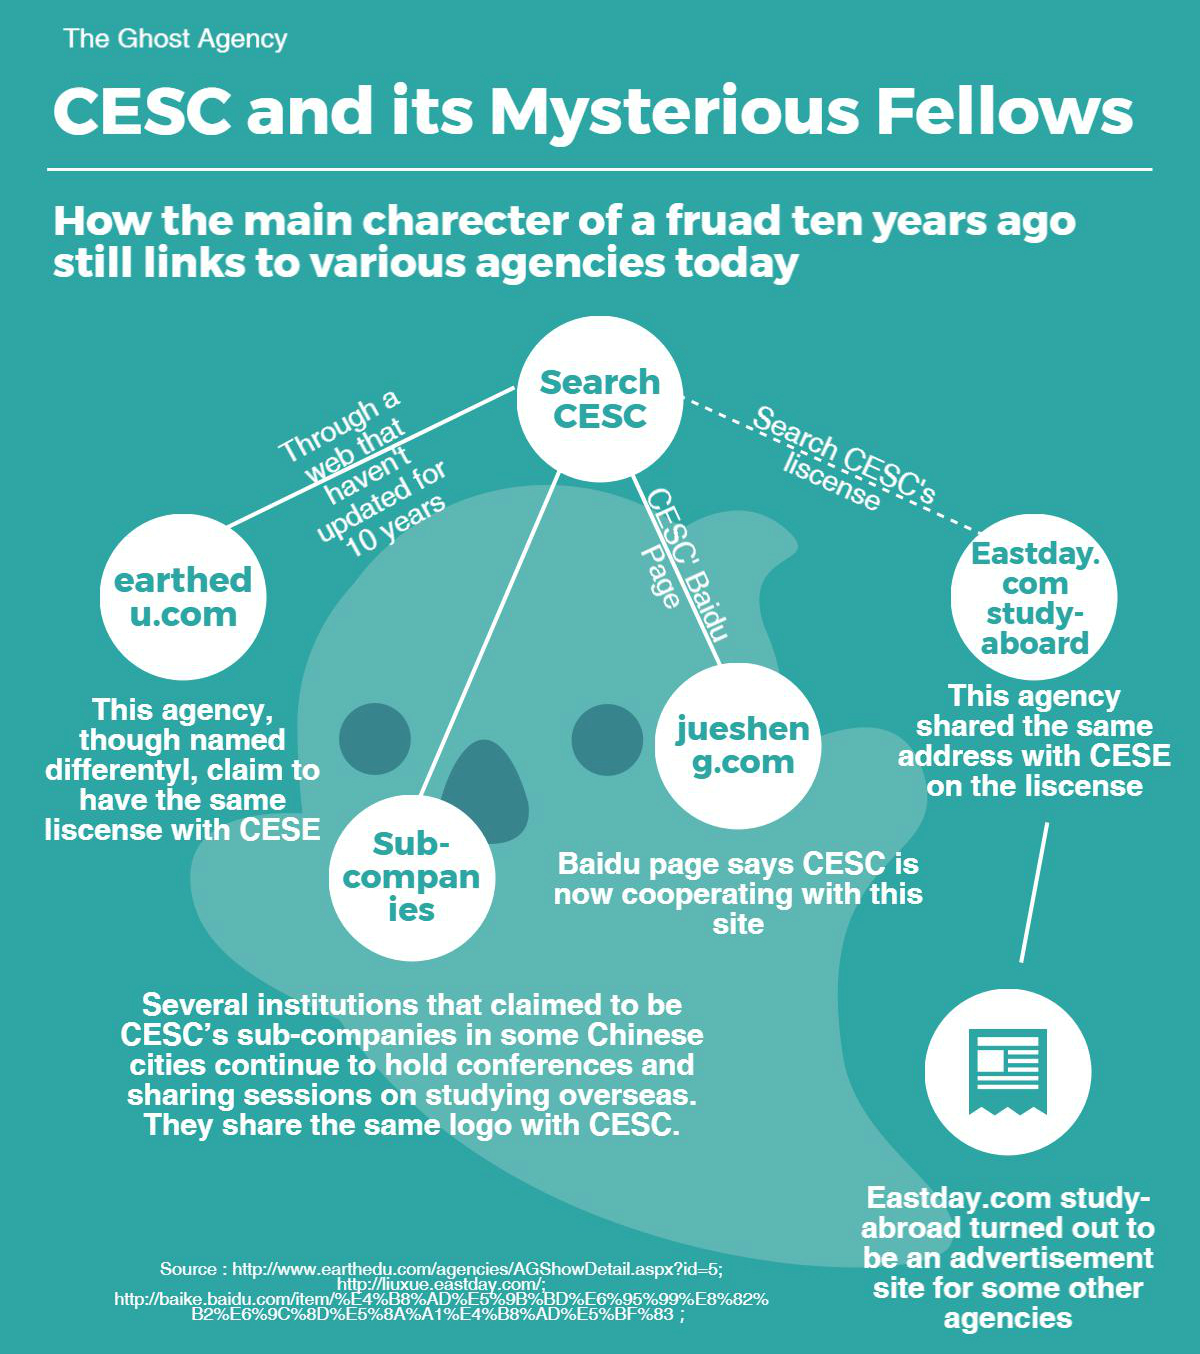 The Ghost Agency
CESC and its Mysterious Fellows
How the main charecter of a fruad ten years ago
still links to various agencies today
Search
CESC
Through a
web that
haven't
updated for
10 years
Search CESC's
liscense
CESC' Baidu
Page
earthed
u.com
Eastday.
com
study-
aboard
This agency,
though named
differentyl, claim to
have the same
liscense with CESE
This agency
shared the same
address with CESE
on the liscense
jueshen
g.com
Sub-
compan
ies
Baidu page says CESC is
now cooperating with this
site
Several institutions that claimed to be
CESC's sub-companies in some Chinese
cities continue to hold conferences and
sharing sessions on studying overseas.
They share the same logo with CESC.
Eastday.com study-
abroad turned out to
be an advertisement
site for some other
agencies
Source : http://www.earthedu.com/agencies/AGShowDetail.aspx?id=5;
http://liuxue.eastday.com/;
http://baike.baidu.com/item/%E4%B8%AD%E5%9B%BD%E6%95%99%E8%82%
B2%E6%9C%8D%E5%8A%A1%E4%B8%AD%E5%BF%83 ;